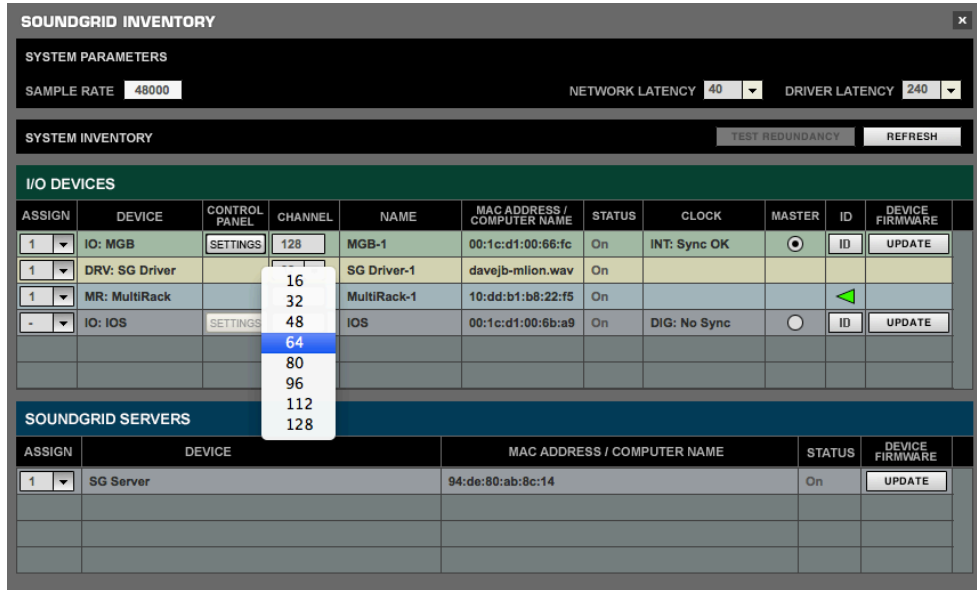 SOUNDGRID INVENTORY x
SYSTEM PARAMETERS
SAMPLE RATE 48000 NETWORK LATENCY 40 DRIVER LATENCY 240
SYSTEM INVENTORY TEST REDUNDANCY REFRESH
I/O DEVICES
ASSIGN DEVICE CONTROL PANEL CHANNEL NAME MAC ADDRESS / COMPUTER NAME STATUS CLOCK MASTER ID DEVICE FIRMWARE
1 IO: MGB SETTINGS 128 MGB-1 00:1c:d1:00:66:fc On INT: Sync OK ID UPDATE
1 DRV: SG Driver SG Driver-1 davejb-mlion.wav On
1 MR: MultiRack MultiRack-1 10:dd:b1:b8:22:f5 On
- IO: IOS SETTINGS IOS 00:1c:d1:00:6b:a9 On DIG: No Sync ID UPDATE
16
32
48
64
80
96
112
128
SOUNDGRID SERVERS
ASSIGN DEVICE MAC ADDRESS / COMPUTER NAME STATUS DEVICE FIRMWARE
1 SG Server 94:de:80:ab:8c:14 On UPDATE